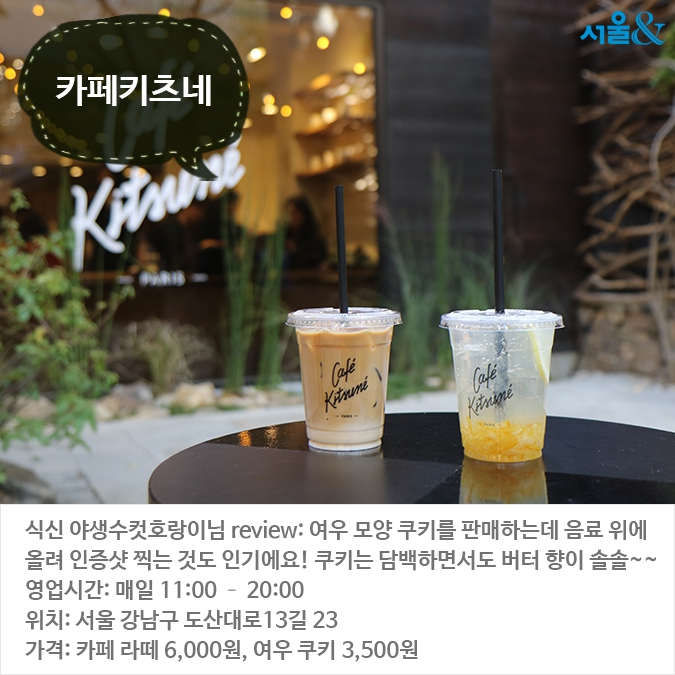 서울&
카페키츠네
Café
Kitsuné
— PARIS —
Café
Kitsuné
— PARIS —
Café
Kitsuné
— PARIS —
식신 야생수컷호랑이님 review: 여우 모양 쿠키를 판매하는데 음료 위에
올려 인증샷 찍는 것도 인기에요! 쿠키는 담백하면서도 버터 향이 솔솔~~
영업시간: 매일 11:00 – 20:00
위치: 서울 강남구 도산대로13길 23
가격: 카페 라떼 6,000원, 여우 쿠키 3,500원